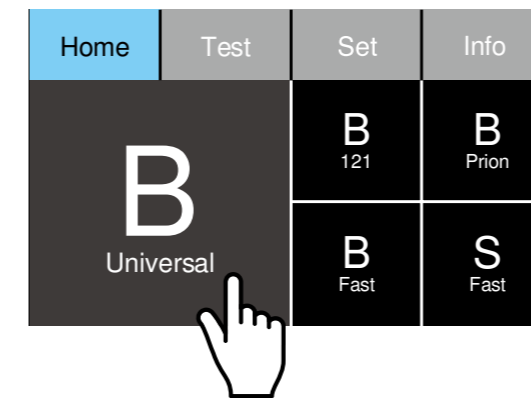 Home Test Set Info
B
Universal
B
121
B
Prion
B
Fast
S
Fast